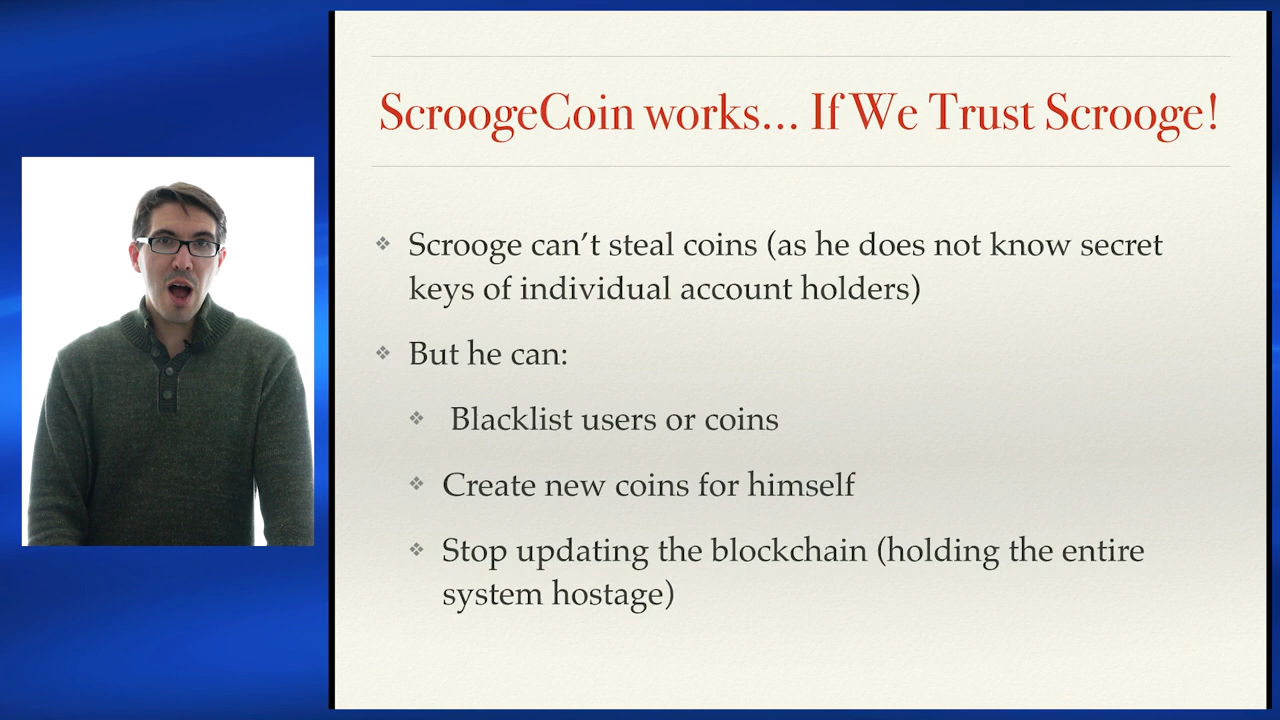 ScroogeCoin works... If We Trust Scrooge!
❖ Scrooge can't steal coins (as he does not know secret
keys of individual account holders)
❖ But he can:
❖ Blacklist users or coins
❖ Create new coins for himself
❖ Stop updating the blockchain (holding the entire
system hostage)